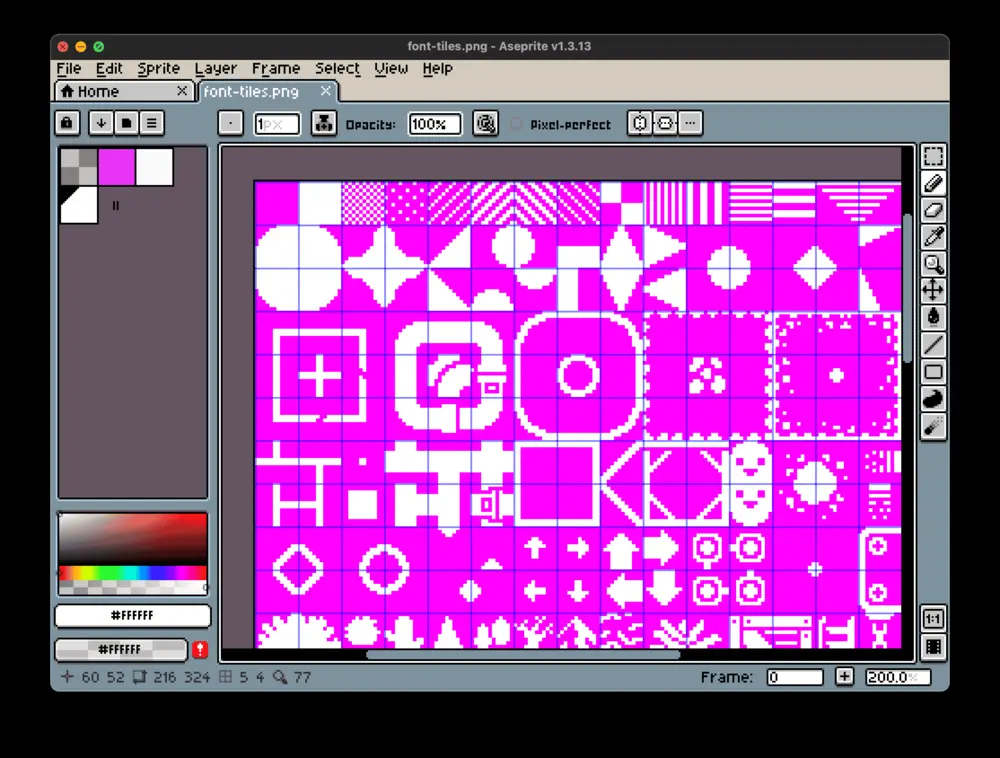 font-tiles.png - Aseprite v1.3.13
File Edit Sprite Layer Frame Select View Help
Home font-tiles.png
1px Opacity: 100% Pixel-perfect
1:1
#FFFFFF
#FFFFFF
60 52 216 324 5 4 77 Frame: 0 + 200.0%